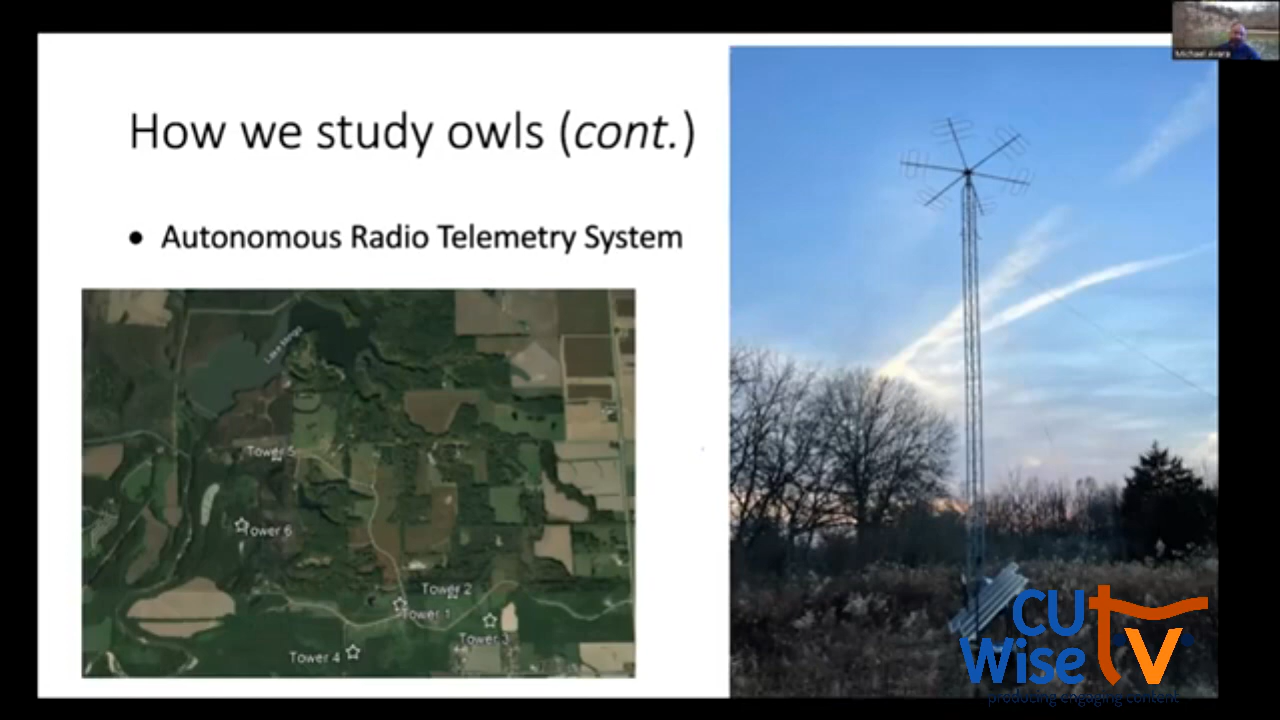 Michael Avara
How we study owls (cont.)
• Autonomous Radio Telemetry System
Lake Mingo
Tower 5
Tower 6
Tower 2
Tower 1
Tower 3
Tower 4
CU tv
Wise
producing engaging content